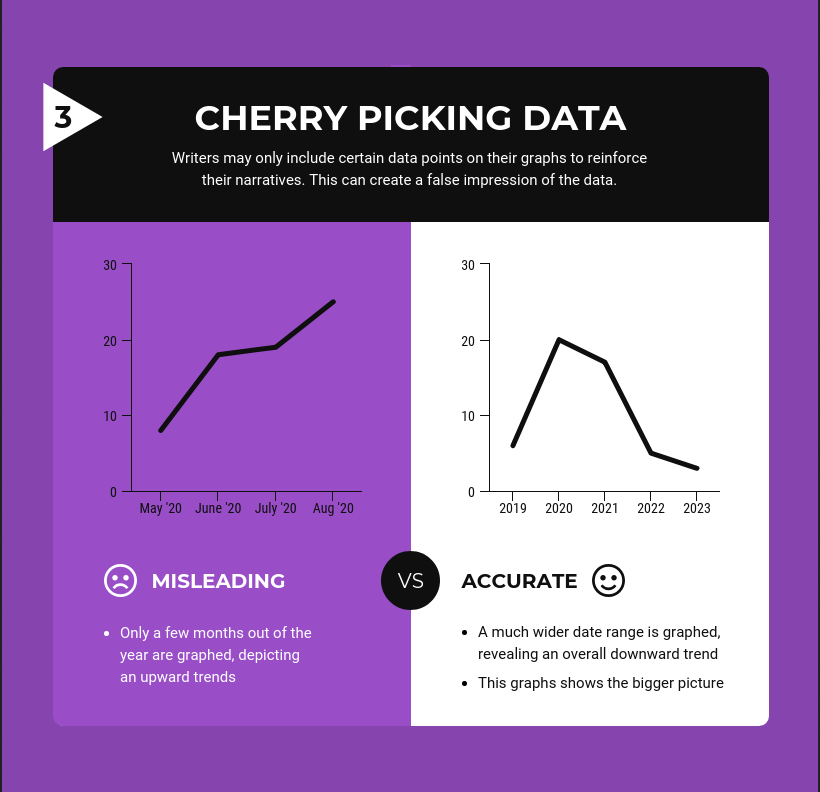 3
CHERRY PICKING DATA
Writers may only include certain data points on their graphs to reinforce
their narratives. This can create a false impression of the data.
30
20
10
0
May '20 June '20 July '20 Aug '20
30
20
10
0
2019 2020 2021 2022 2023
MISLEADING
VS
ACCURATE
• Only a few months out of the
year are graphed, depicting
an upward trends
• A much wider date range is graphed,
revealing an overall downward trend
• This graphs shows the bigger picture